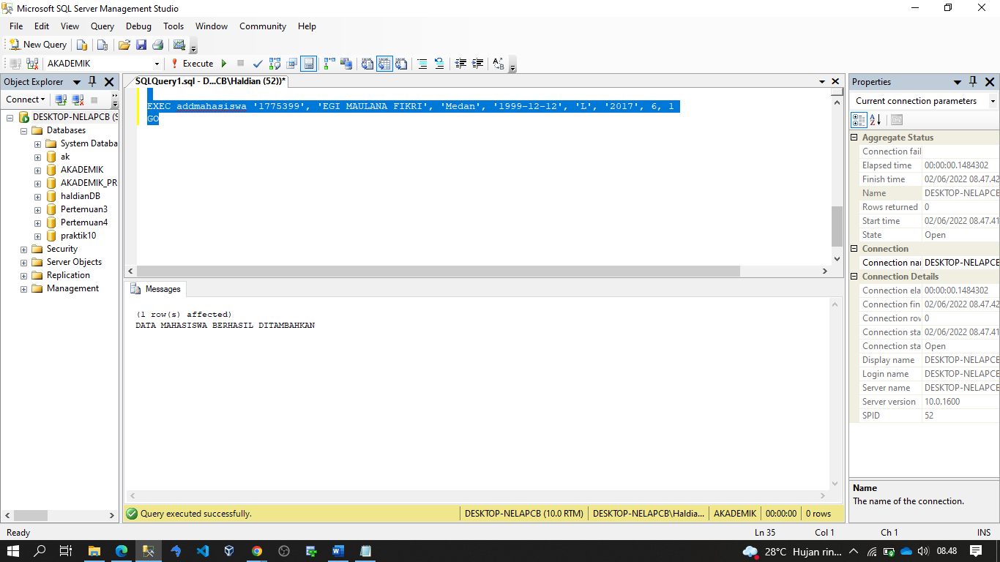 Microsoft SQL Server Management Studio
File Edit View Query Debug Tools Window Community Help
New Query
AKADEMIK Execute
Object Explorer
Connect
DESKTOP-NELAPCB (S
Databases
System Databa
ak
AKADEMIK
AKADEMIK_PR
haldianDB
Pertemuan3
Pertemuan4
praktik10
Security
Server Objects
Replication
Management
SQLQuery1.sql - D...CB\Haldian (52))*
EXEC addmahasiswa '1775399', 'EGI MAULANA FIKRI', 'Medan', '1999-12-12', 'L', '2017', 6, 1
GO
Messages
(1 row(s) affected)
DATA MAHASISWA BERHASIL DITAMBAHKAN
Query executed successfully. DESKTOP-NELAPCB (10.0 RTM) DESKTOP-NELAPCB\Haldia... AKADEMIK 00:00:00 0 rows
Properties
Current connection parameters
Aggregate Status
Connection fail
Elapsed time 00:00:00.1484302
Finish time 02/06/2022 08.47.42
Name DESKTOP-NELAPCB
Rows returned 0
Start time 02/06/2022 08.47.41
State Open
Connection
Connection nai DESKTOP-NELAPCB
Connection Details
Connection ela 00:00:00.1484302
Connection fin 02/06/2022 08.47.42
Connection rov 0
Connection sta 02/06/2022 08.47.41
Connection sta Open
Display name DESKTOP-NELAPCB
Login name DESKTOP-NELAPCB
Server name DESKTOP-NELAPCB
Server version 10.0.1600
SPID 52
Name
The name of the connection.
Ready Ln 35 Col 1 Ch 1 INS
28°C Hujan rin... 08.48